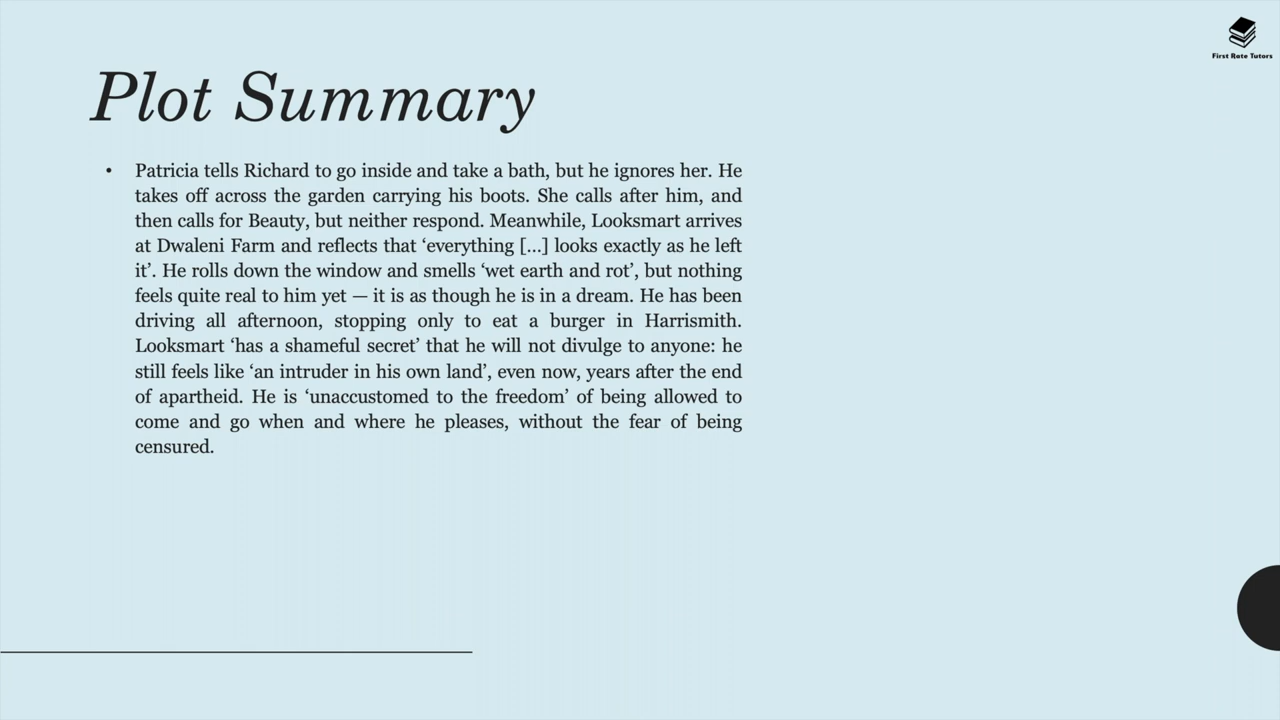 First Rate Tutors
Plot Summary
• Patricia tells Richard to go inside and take a bath, but he ignores her. He
takes off across the garden carrying his boots. She calls after him, and
then calls for Beauty, but neither respond. Meanwhile, Looksmart arrives
at Dwaleni Farm and reflects that ‘everything [...] looks exactly as he left
it’. He rolls down the window and smells ‘wet earth and rot’, but nothing
feels quite real to him yet — it is as though he is in a dream. He has been
driving all afternoon, stopping only to eat a burger in Harrismith.
Looksmart ‘has a shameful secret’ that he will not divulge to anyone: he
still feels like ‘an intruder in his own land’, even now, years after the end
of apartheid. He is ‘unaccustomed to the freedom’ of being allowed to
come and go when and where he pleases, without the fear of being
censured.